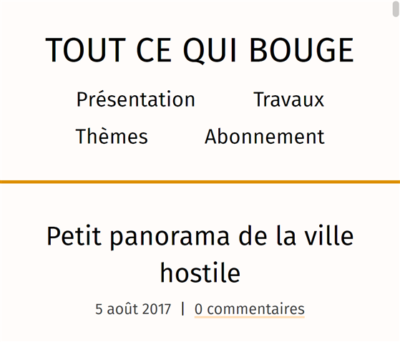 TOUT CE QUI BOUGE
Présentation Travaux
Thèmes Abonnement
Petit panorama de la ville
hostile
5 août 2017 | 0 commentaires